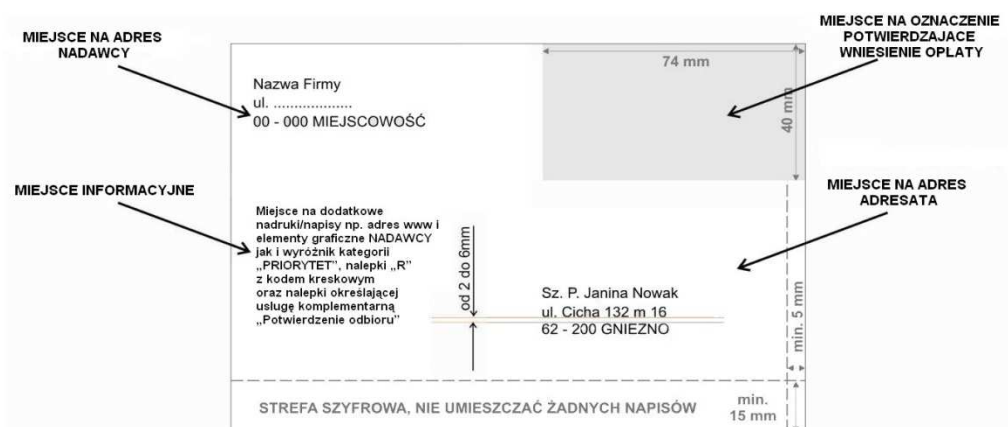 MIEJSCE NA ADRES
NADAWCY
MIEJSCE NA OZNACZENIE
POTWIERDZAJACE
WNIESIENIE OPLATY
74 mm
40 mm
Nazwa Firmy
ul. ...................
00 - 000 MIEJSCOWOŚĆ
MIEJSCE INFORMACYJNE
MIEJSCE NA ADRES
ADRESATA
Miejsce na dodatkowe
nadruki/napisy np. adres www i
elementy graficzne NADAWCY
jak i wyróżnik kategorii
„PRIORYTET”, nalepki „R”
z kodem kreskowym
oraz nalepki określającej
usługę komplementarną
„Potwierdzenie odbioru”
od 2 do 6mm
Sz. P. Janina Nowak
ul. Cicha 132 m 16
62 - 200 GNIEZNO
min. 5 mm
STREFA SZYFROWA, NIE UMIESZCZAĆ ŻADNYCH NAPISÓW
min.
15 mm